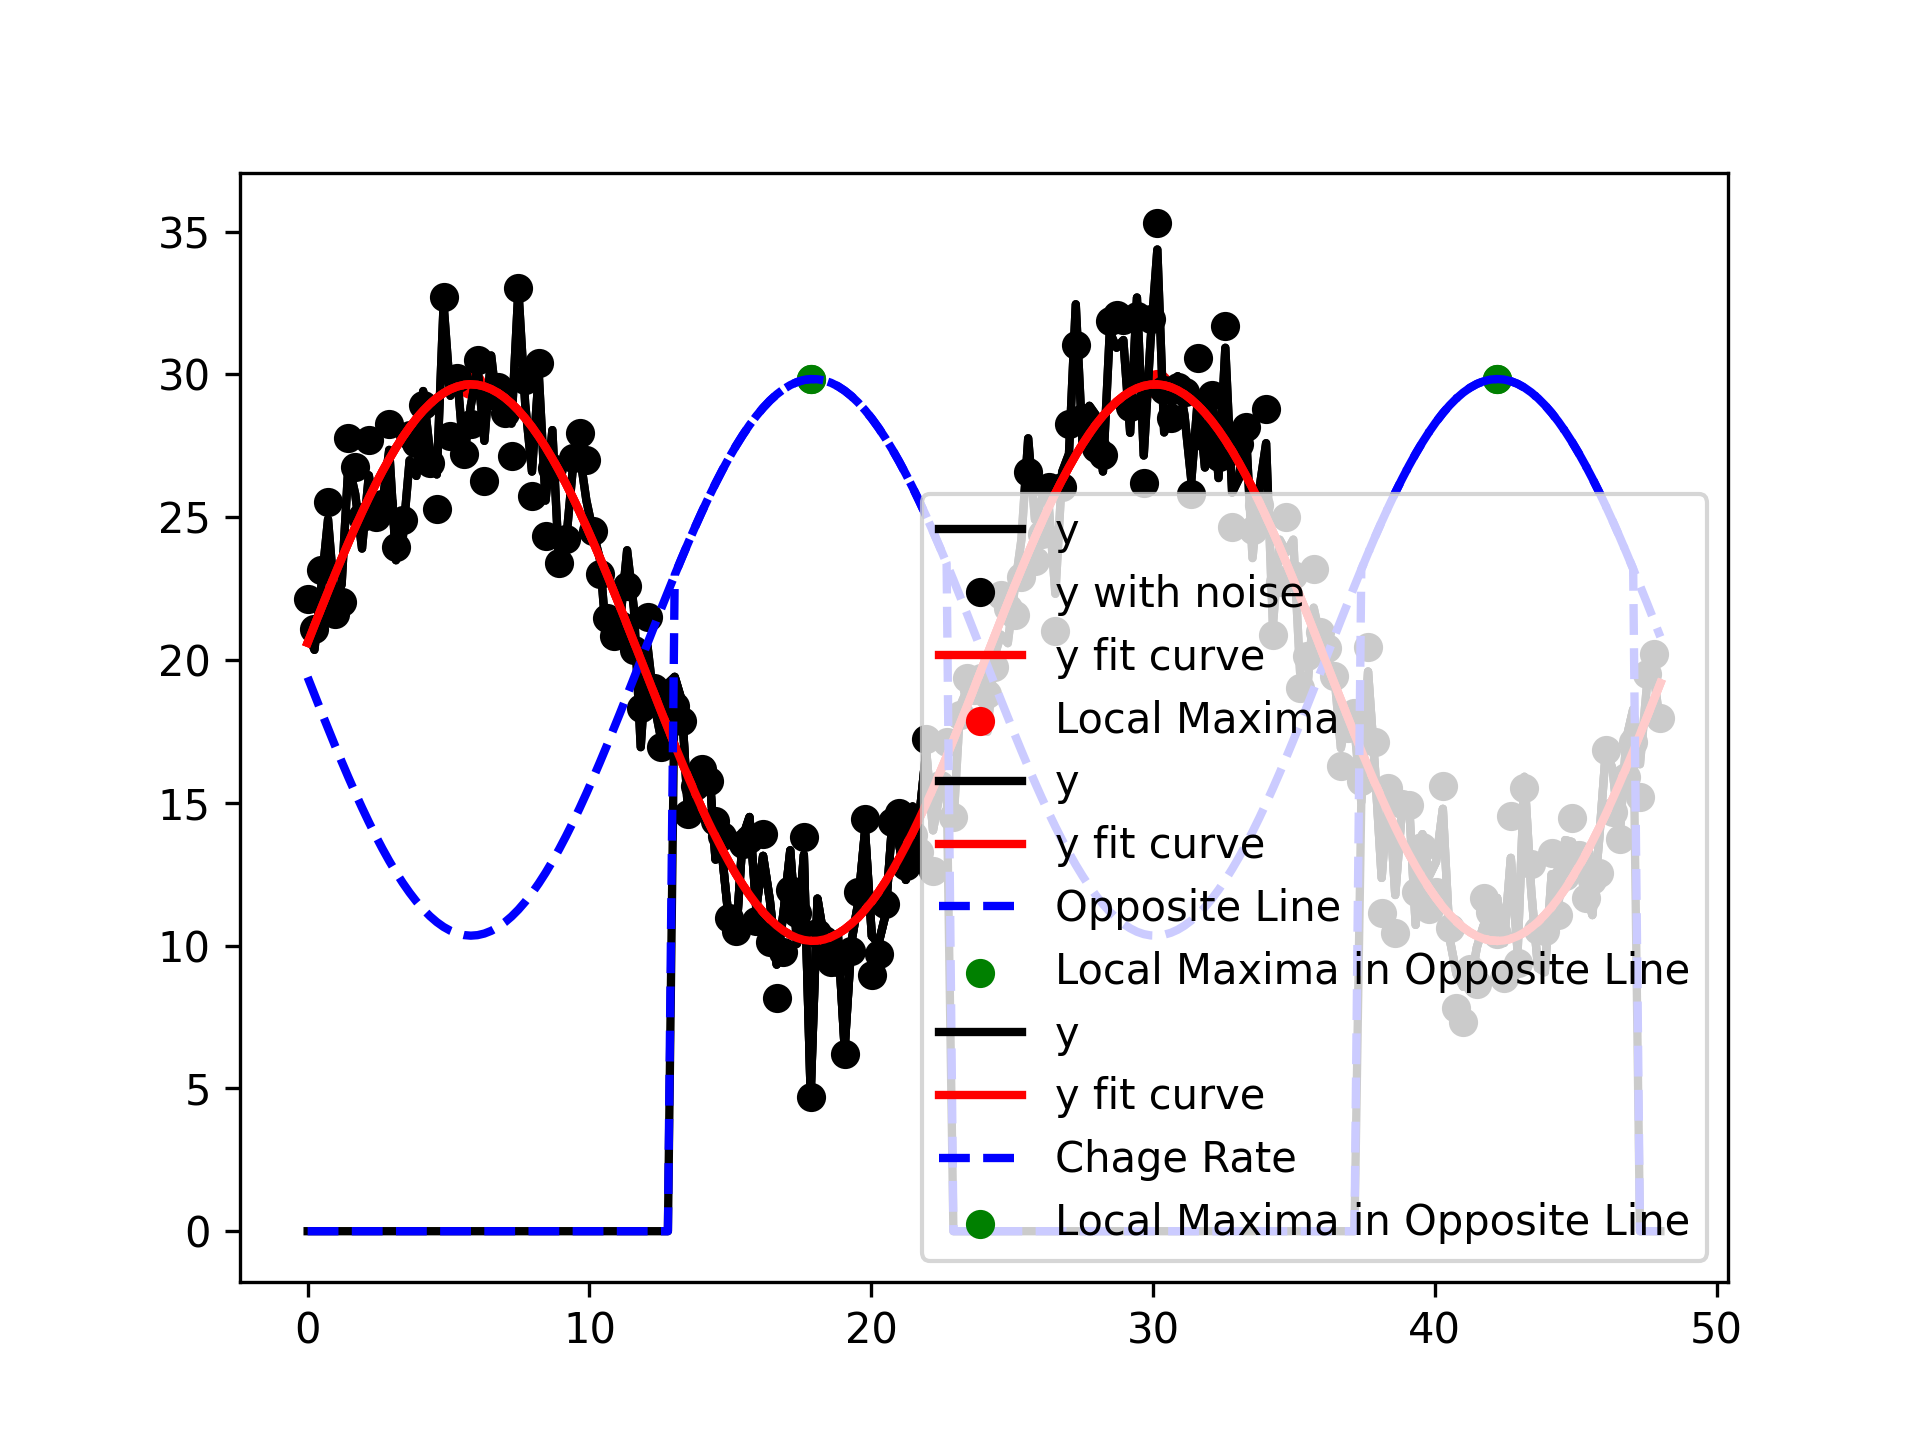 35
30
25
20
15
10
5
0
y
y with noise
y fit curve
Local Maxima
y
y fit curve
Opposite Line
Local Maxima in Opposite Line
y
y fit curve
Chage Rate
Local Maxima in Opposite Line
0 10 20 30 40 50